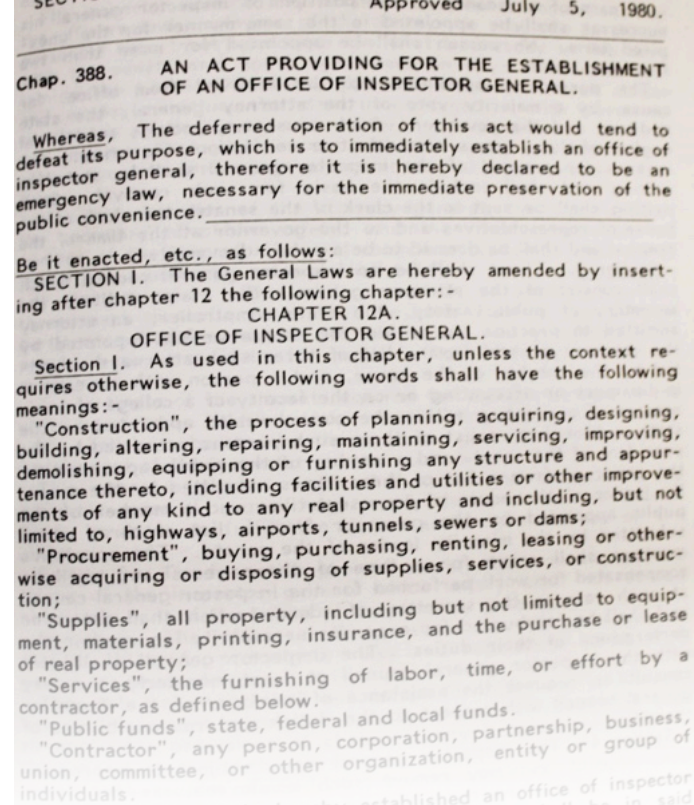 Approved July 5, 1980.
Chap. 388. AN ACT PROVIDING FOR THE ESTABLISHMENT
OF AN OFFICE OF INSPECTOR GENERAL.
Whereas, The deferred operation of this act would tend to
defeat its purpose, which is to immediately establish an office of
inspector general, therefore it is hereby declared to be an
emergency law, necessary for the immediate preservation of the
public convenience.
Be it enacted, etc., as follows:
SECTION 1. The General Laws are hereby amended by insert-
ing after chapter 12 the following chapter:-
CHAPTER 12A.
OFFICE OF INSPECTOR GENERAL.
Section 1. As used in this chapter, unless the context re-
quires otherwise, the following words shall have the following
meanings:-
"Construction", the process of planning, acquiring, designing,
building, altering, repairing, maintaining, servicing, improving,
demolishing, equipping or furnishing any structure and appur-
tenance thereto, including facilities and utilities or other improve-
ments of any kind to any real property and including, but not
limited to, highways, airports, tunnels, sewers or dams;
"Procurement", buying, purchasing, renting, leasing or other-
wise acquiring or disposing of supplies, services, or construc-
tion;
"Supplies", all property, including but not limited to equip-
ment, materials, printing, insurance, and the purchase or lease
of real property;
"Services", the furnishing of labor, time, or effort by a
contractor, as defined below.
"Public funds", state, federal and local funds.
"Contractor", any person, corporation, partnership, business,
union, committee, or other organization, entity or group of
individuals.
established an office of inspector
in said